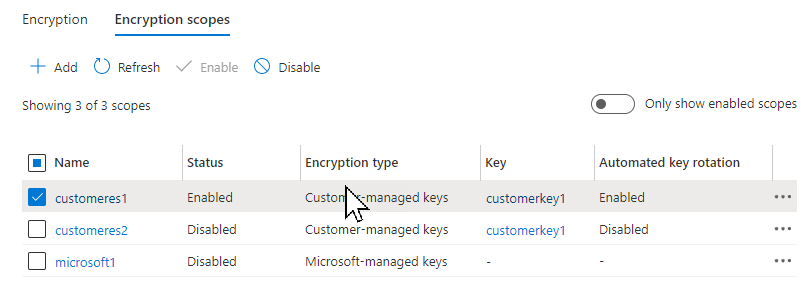 Encryption Encryption scopes
Add Refresh Enable Disable
Showing 3 of 3 scopes Only show enabled scopes
Name Status Encryption type Key Automated key rotation
customeres1 Enabled Customer-managed keys customerkey1 Enabled
customeres2 Disabled Customer-managed keys customerkey1 Disabled
microsoft1 Disabled Microsoft-managed keys - -